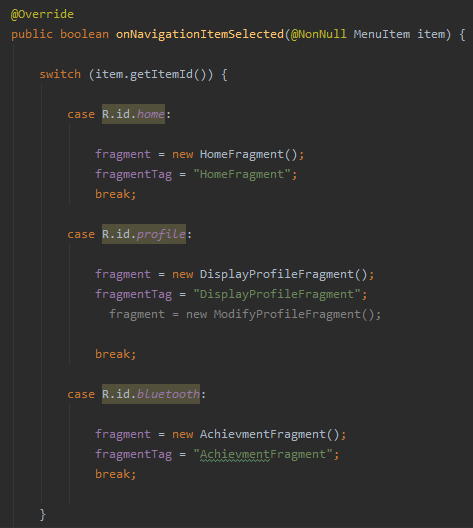 @Override
public boolean onNavigationItemSelected(@NonNull MenuItem item) {
switch (item.getItemId()) {
case R.id.home:
fragment = new HomeFragment();
fragmentTag = "HomeFragment";
break;
case R.id.profile:
fragment = new DisplayProfileFragment();
fragmentTag = "DisplayProfileFragment";
fragment = new ModifyProfileFragment();
break;
case R.id.bluetooth:
fragment = new AchievmentFragment();
fragmentTag = "AchievmentFragment";
break;
}